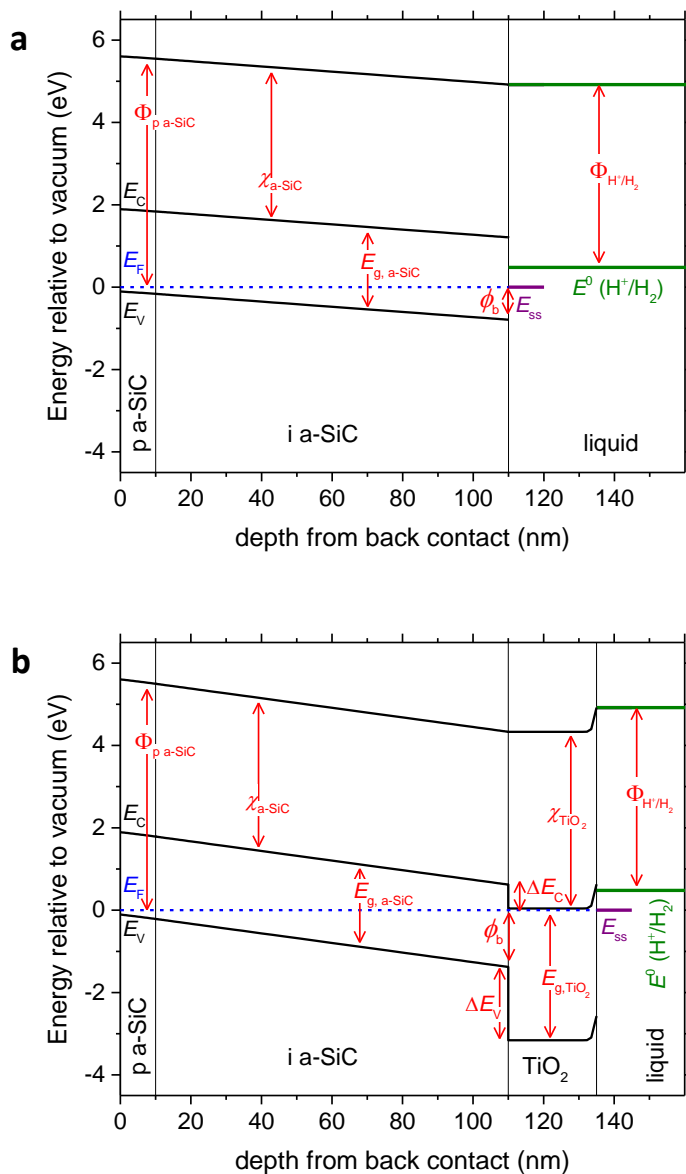 a
Energy relative to vacuum (eV)
6
4
2
0
-2
-4
Φp a-SiC
χa-SiC
ΦH⁺/H₂
EC
Eg, a-SiC
EF
E⁰ (H⁺/H₂)
ϕb
Ess
EV
p a-SiC
i a-SiC
liquid
0 20 40 60 80 100 120 140
depth from back contact (nm)
b
Energy relative to vacuum (eV)
6
4
2
0
-2
-4
Φp a-SiC
χa-SiC
χTiO₂
ΦH⁺/H₂
EC
Eg, a-SiC
ΔEC
EF
EV
ϕb
Ess
Eg,TiO₂
E⁰ (H⁺/H₂)
ΔEV
p a-SiC
i a-SiC
TiO₂
liquid
0 20 40 60 80 100 120 140
depth from back contact (nm)